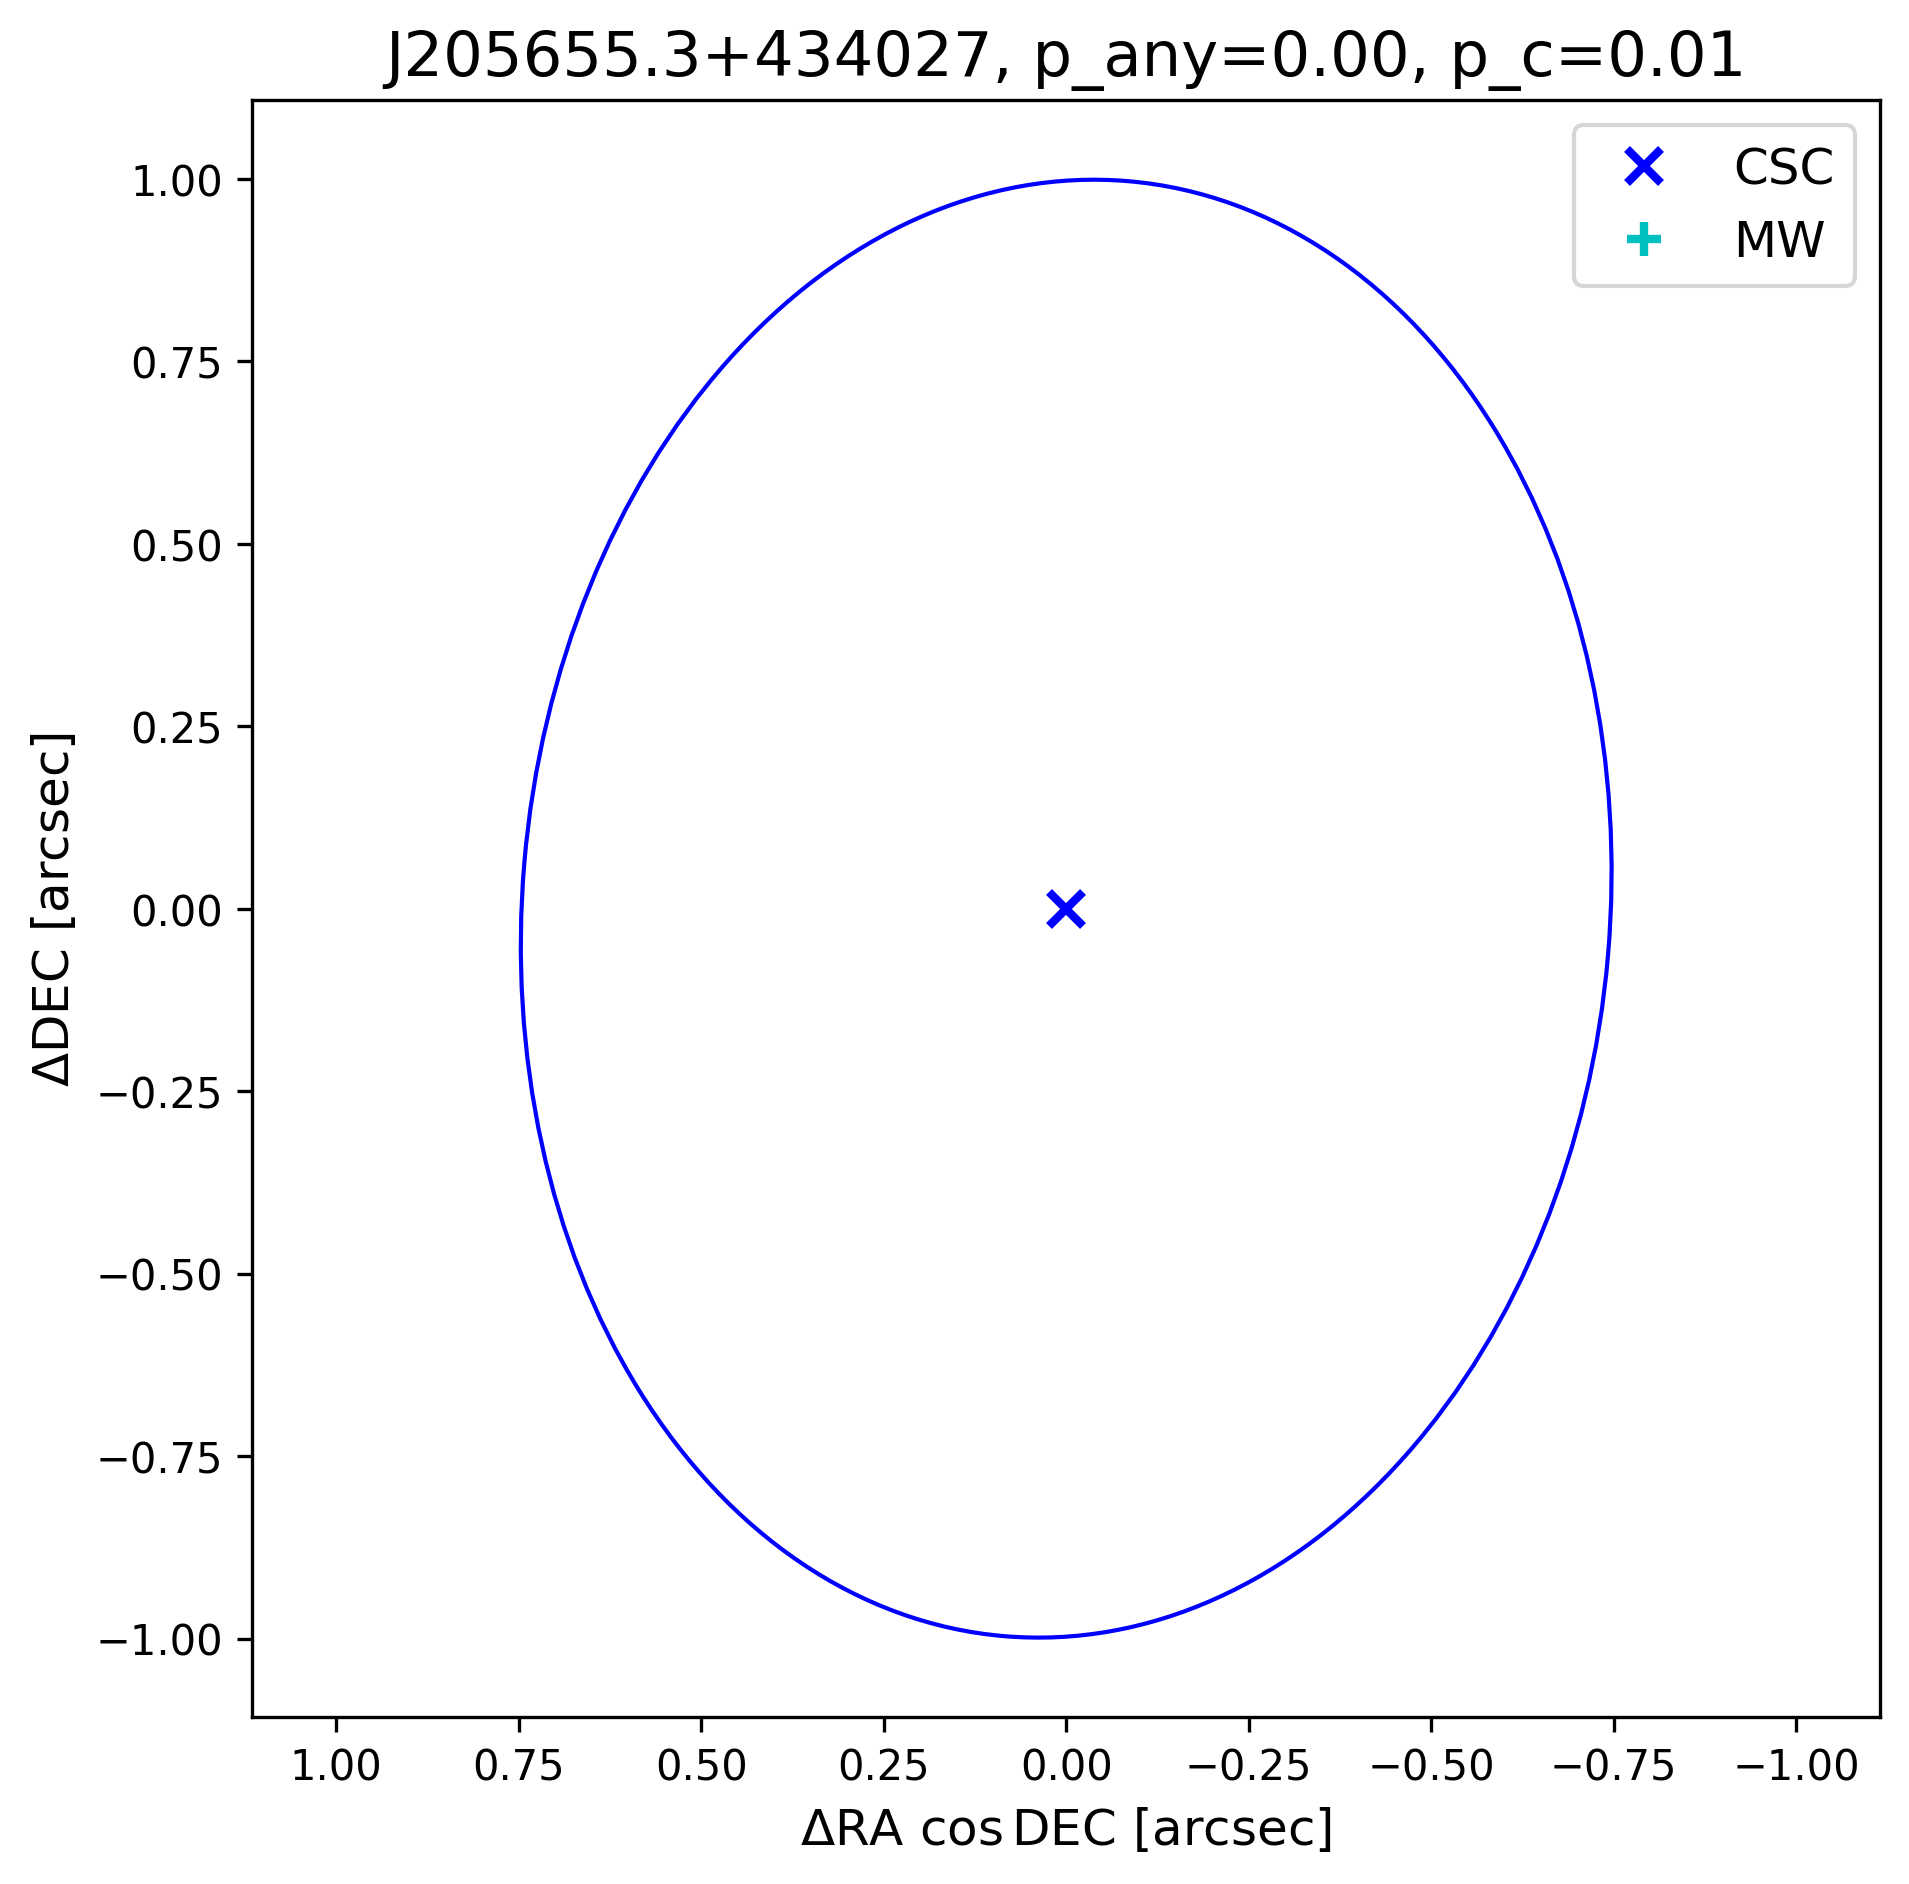 J205655.3+434027, p_any=0.00, p_c=0.01
CSC
MW
1.00
0.75
0.50
0.25
0.00
−0.25
−0.50
−0.75
−1.00
ΔDEC [arcsec]
1.00 0.75 0.50 0.25 0.00 −0.25 −0.50 −0.75 −1.00
ΔRA cos DEC [arcsec]